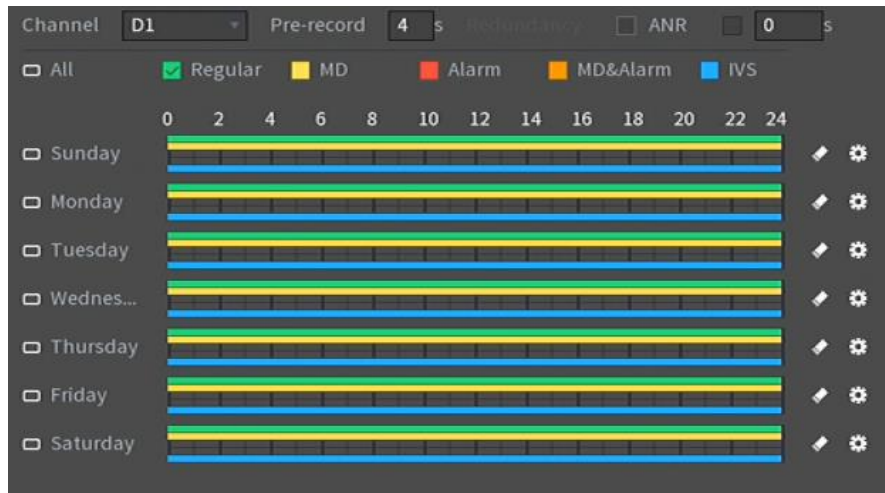 Channel D1 Pre-record 4 s Redundancy ANR 0 s
All Regular MD Alarm MD&Alarm IVS
0 2 4 6 8 10 12 14 16 18 20 22 24
Sunday
Monday
Tuesday
Wednes...
Thursday
Friday
Saturday